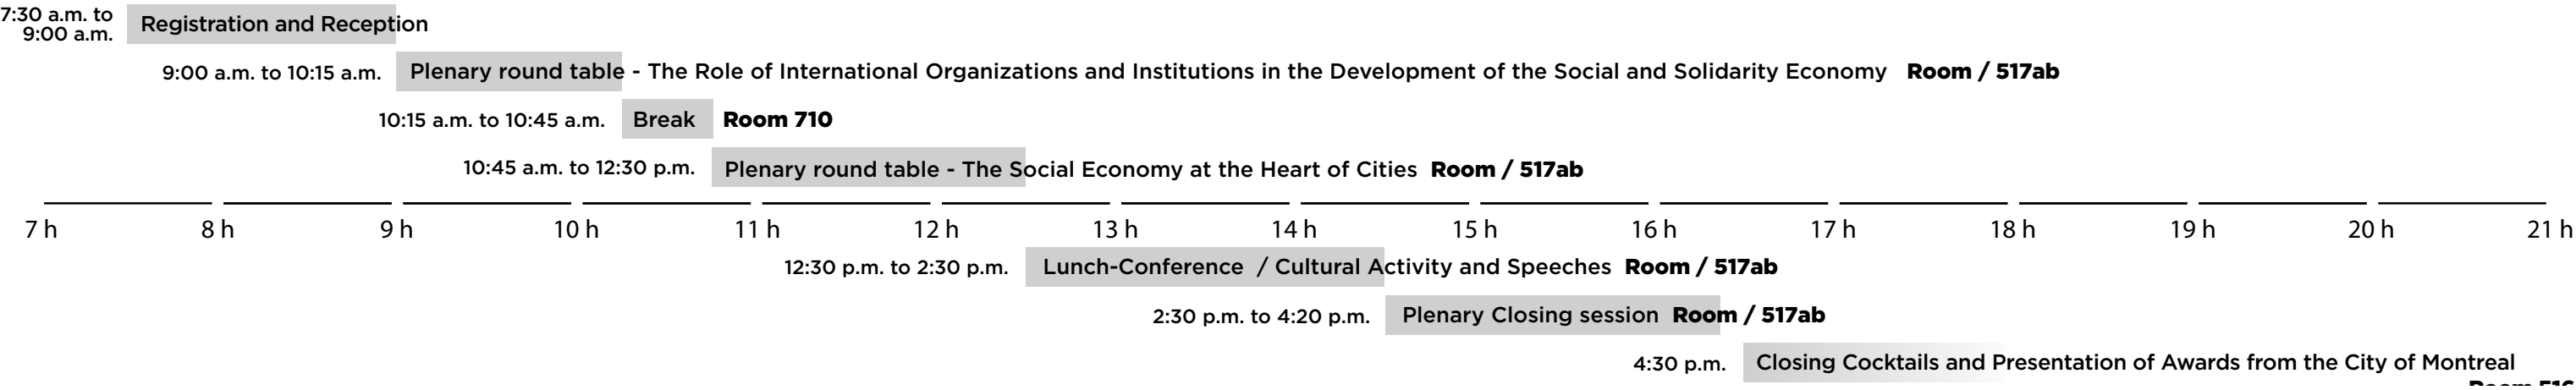 7:30 a.m. to
9:00 a.m.
Registration and Reception
9:00 a.m. to 10:15 a.m. Plenary round table - The Role of International Organizations and Institutions in the Development of the Social and Solidarity Economy Room / 517ab
10:15 a.m. to 10:45 a.m. Break Room 710
10:45 a.m. to 12:30 p.m. Plenary round table - The Social Economy at the Heart of Cities Room / 517ab
7 h 8 h 9 h 10 h 11 h 12 h 13 h 14 h 15 h 16 h 17 h 18 h 19 h 20 h 21 h
12:30 p.m. to 2:30 p.m. Lunch-Conference / Cultural Activity and Speeches Room / 517ab
2:30 p.m. to 4:20 p.m. Plenary Closing session Room / 517ab
4:30 p.m. Closing Cocktails and Presentation of Awards from the City of Montreal
Room